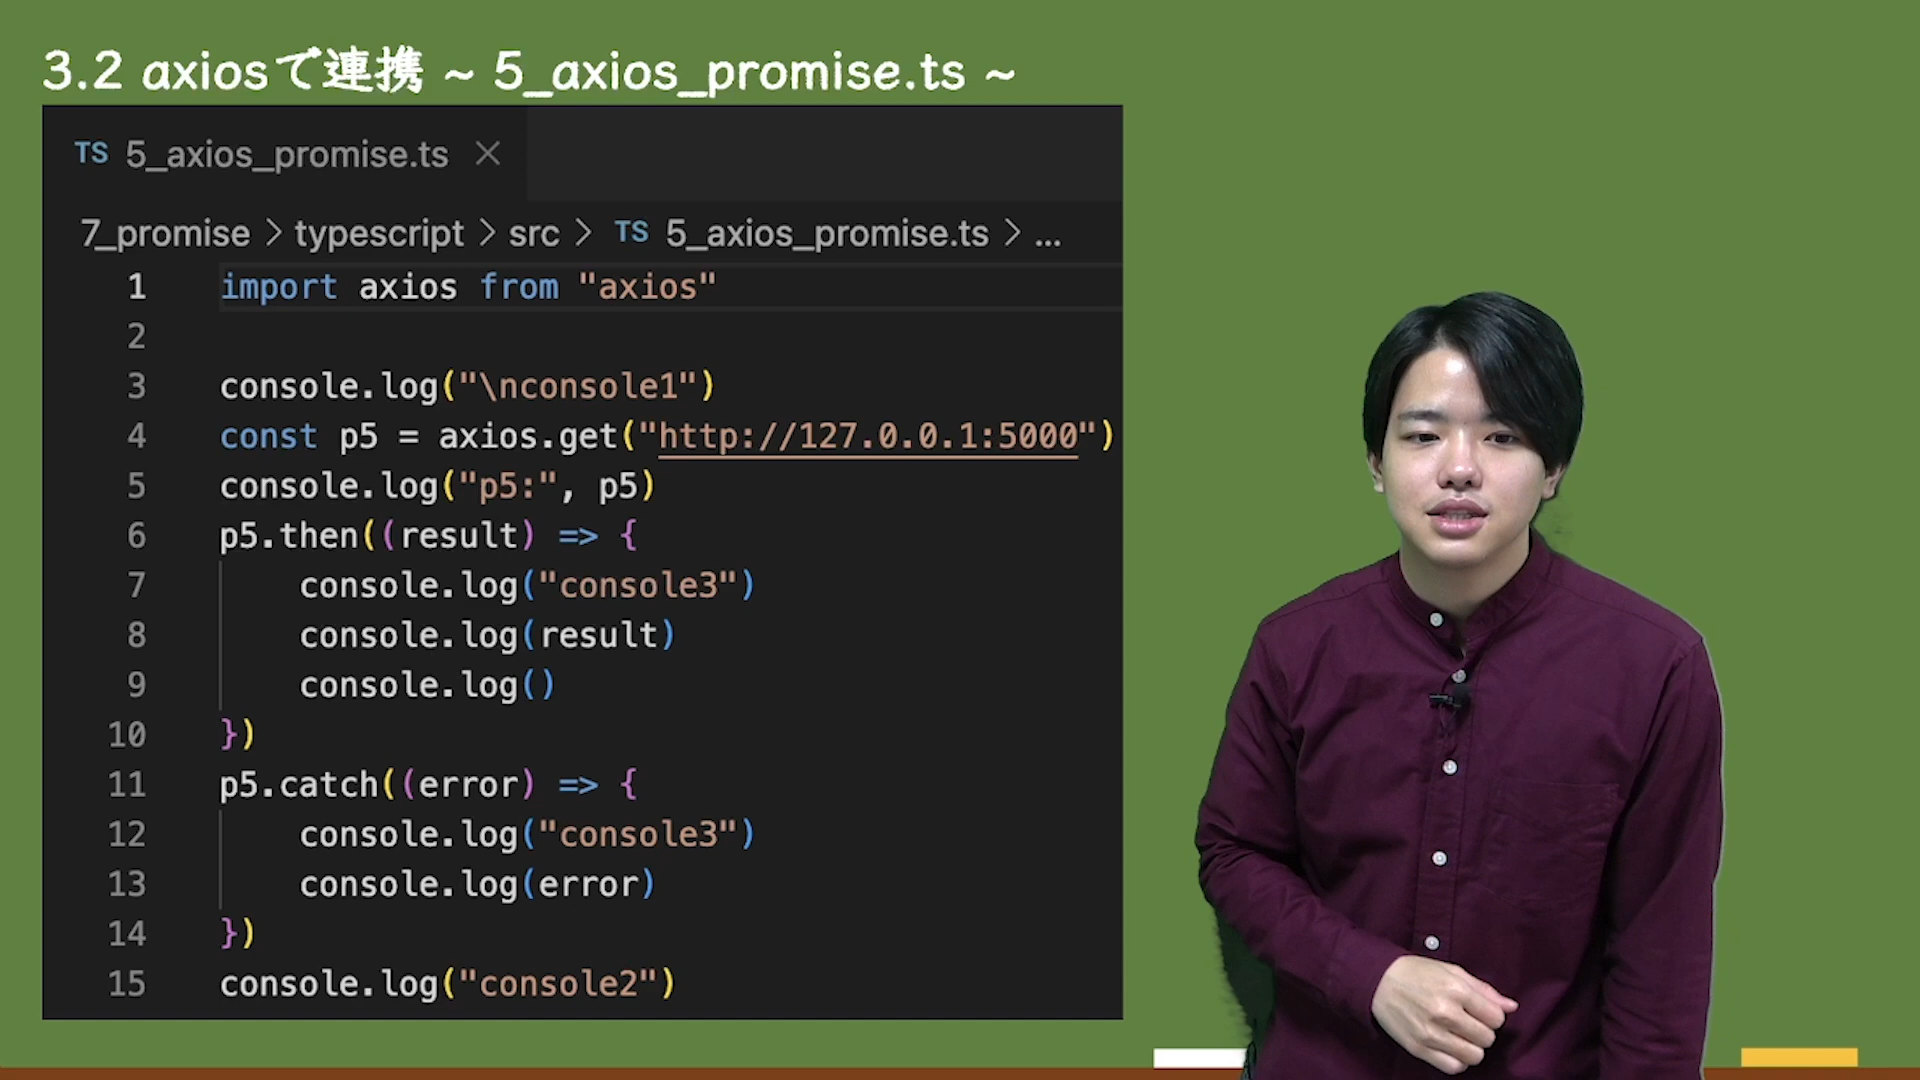 3.2 axiosで連携 ~ 5_axios_promise.ts ~
TS 5_axios_promise.ts ×
7_promise > typescript > src > TS 5_axios_promise.ts > ...
1 import axios from "axios"
2
3 console.log("\nconsole1")
4 const p5 = axios.get("http://127.0.0.1:5000")
5 console.log("p5:", p5)
6 p5.then((result) => {
7     console.log("console3")
8     console.log(result)
9     console.log()
10 })
11 p5.catch((error) => {
12     console.log("console3")
13     console.log(error)
14 })
15 console.log("console2")